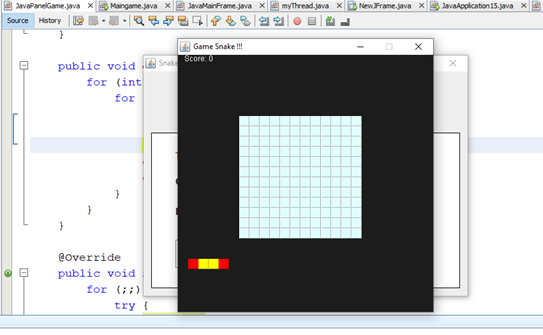 JavaPanelGame.java
Maingame.java
JavaMainFrame.java
myThread.java
NewJFrame.java
JavaApplication15.java
Source
History
Game Snake !!!
Snake
Score: 0
}
public void
for (int
for
}
}
}
@Override
public void
for (;;)
try {